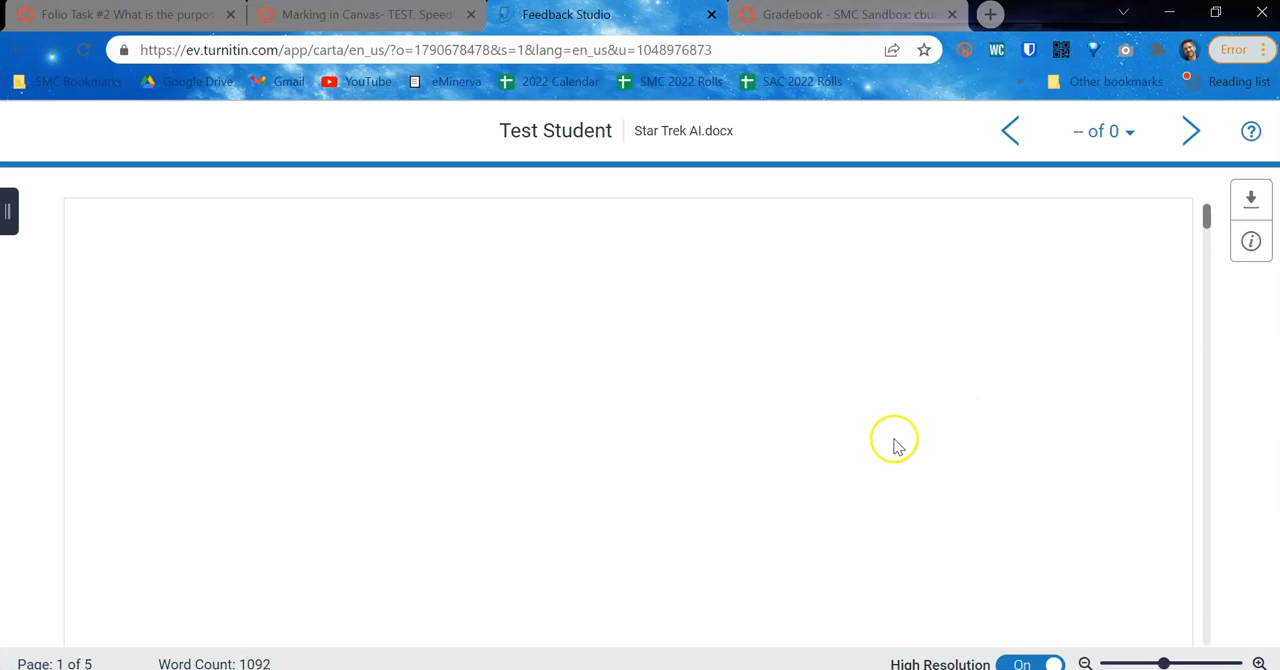 Folo Task #2 What is the purpos
Marking in Canvas- TEST, Speed
Feedback Studio
Gradebook - SMC Sandbox: cbu
https://ev.turnitin.com/app/carta/en_us/?o=1790678478&s=1&lang=en_us&u=1048976873
WC
Error
SMC Bookmarks
Google Drive
Gmail
YouTube
eMinerva
2022 Calendar
SMC 2022 Rolls
SAC 2022 Rolls
Other bookmarks
Reading list
Test Student
Star Trek AI.docx
-- of 0
Page: 1 of 5
Word Count: 1092
High Resolution
On